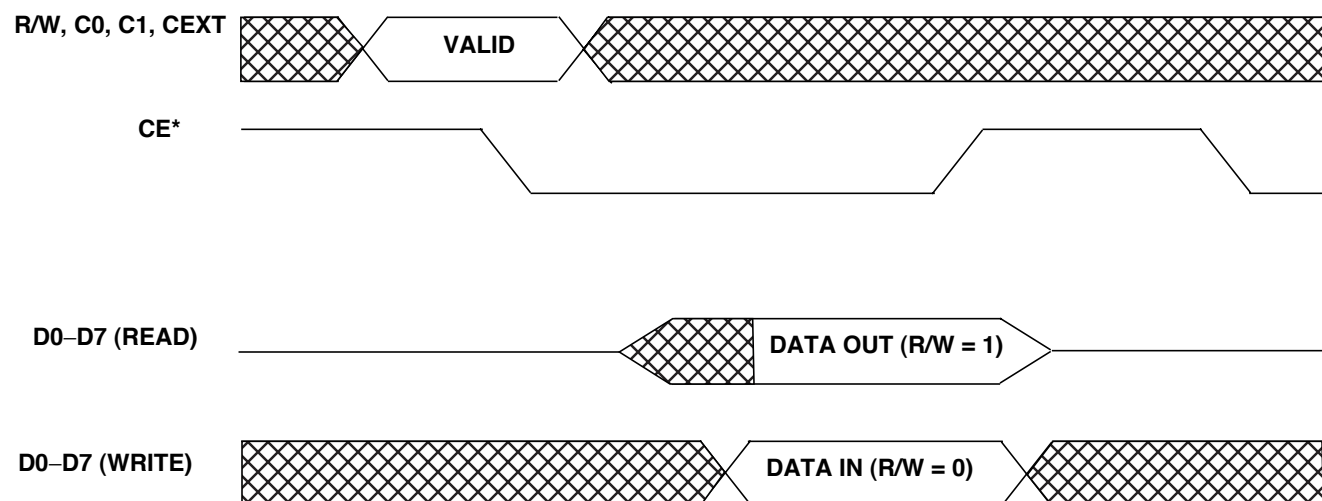 R/W, C0, C1, CEXT
VALID
CE*
D0–D7 (READ)
DATA OUT (R/W = 1)
D0–D7 (WRITE)
DATA IN (R/W = 0)